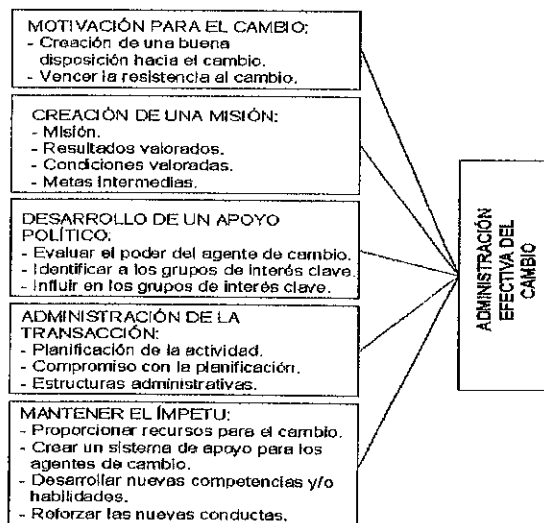 MOTIVACIÓN PARA EL CAMBIO:
- Creación de una buena
disposición hacia el cambio.
- Vencer la resistencia al cambio.
CREACIÓN DE UNA MISIÓN:
- Misión.
- Resultados valorados.
- Condiciones valoradas.
- Metas intermedias.
DESARROLLO DE UN APOYO
POLÍTICO:
- Evaluar el poder del agente de cambio.
- Identificar a los grupos de interés clave.
- Influir en los grupos de interés clave.
ADMINISTRACIÓN DE LA
TRANSACCIÓN:
- Planificación de la actividad.
- Compromiso con la planificación.
- Estructuras administrativas.
MANTENER EL ÍMPETU:
- Proporcionar recursos para el cambio.
- Crear un sistema de apoyo para los
agentes de cambio.
- Desarrollar nuevas competencias y/o
habilidades.
- Reforzar las nuevas conductas.
ADMINISTRACIÓN
EFECTIVA DEL
CAMBIO